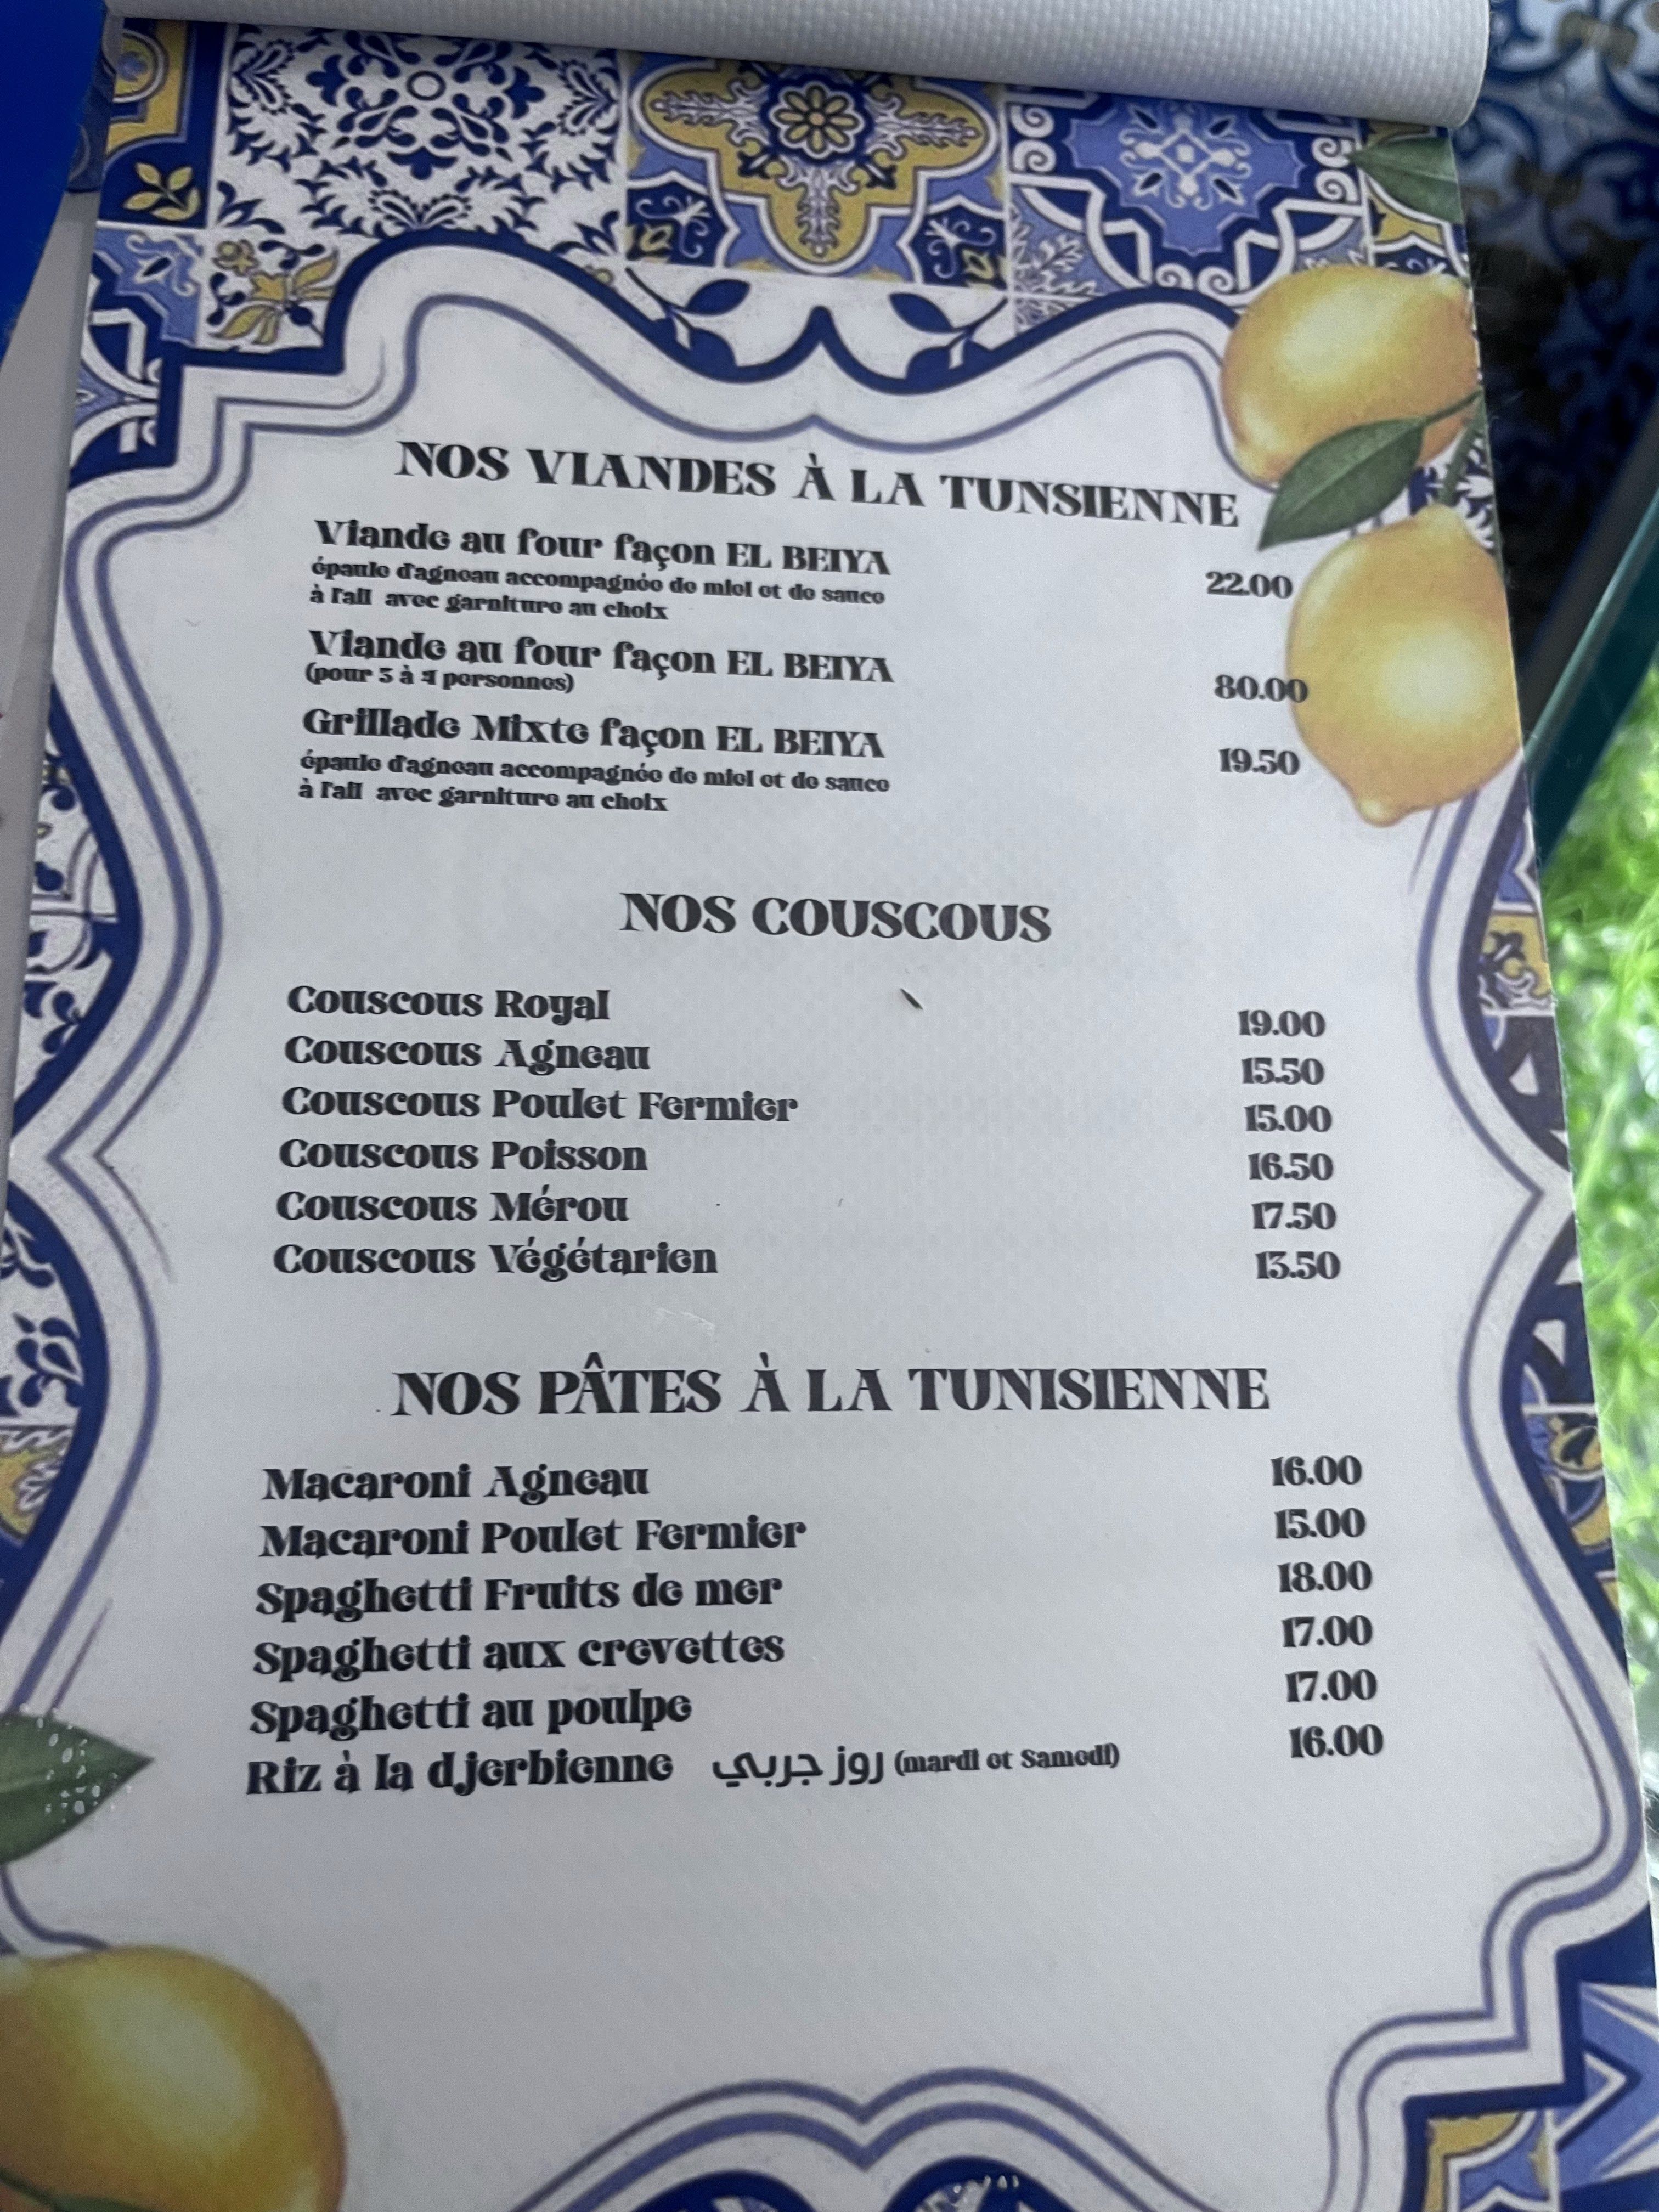 NOS VIANDES À LA TUNSIENNE
Viande au four façon EL BEIYA 22.00
épaule d'agneau accompagnée de miel et de sauce
à l'ail avec garniture au choix
Viande au four façon EL BEIYA 80.00
(pour 3 à 4 personnes)
Grillade Mixte façon EL BEIYA 19.50
épaule d'agneau accompagnée de miel et de sauce
à l'ail avec garniture au choix
NOS COUSCOUS
Couscous Royal 19.00
Couscous Agneau 15.50
Couscous Poulet Fermier 15.00
Couscous Poisson 16.50
Couscous Mérou 17.50
Couscous Végétarien 13.50
NOS PÂTES À LA TUNISIENNE
Macaroni Agneau 16.00
Macaroni Poulet Fermier 15.00
Spaghetti Fruits de mer 18.00
Spaghetti aux crevettes 17.00
Spaghetti au poulpe 17.00
Riz à la djerbienne روز جربي (mardi et Samedi) 16.00